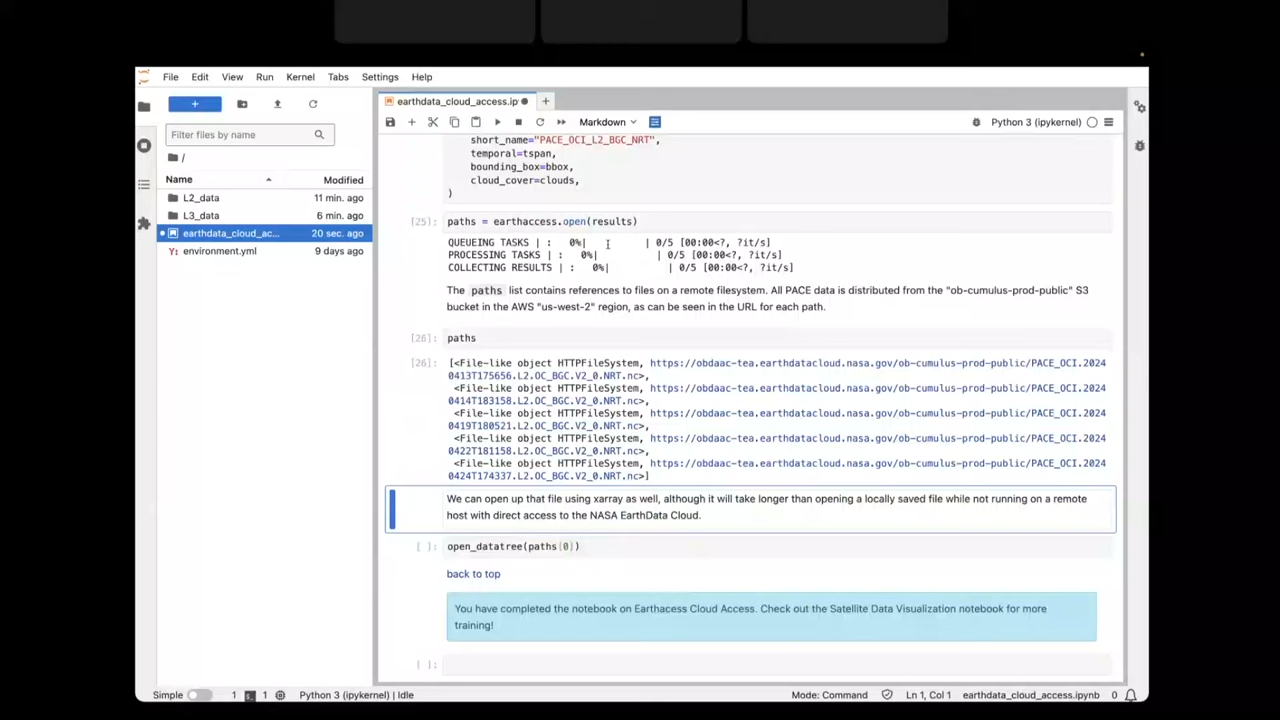 File Edit View Run Kernel Tabs Settings Help
+
Filter files by name
/
Name Modified
L2_data 11 min. ago
L3_data 6 min. ago
earthdata_cloud_ac... 20 sec. ago
Y: environment.yml 9 days ago
earthdata_cloud_access.ip
+
Markdown
Python 3 (ipykernel)
short_name="PACE_OCI_L2_BGC_NRT",
temporal=tspan,
bounding_box=bbox,
cloud_cover=clouds,
)
[25]: paths = earthaccess.open(results)
QUEUEING TASKS | :   0%|          | 0/5 [00:00<?, ?it/s]
PROCESSING TASKS | :   0%|          | 0/5 [00:00<?, ?it/s]
COLLECTING RESULTS | :   0%|          | 0/5 [00:00<?, ?it/s]
The paths list contains references to files on a remote filesystem. All PACE data is distributed from the "ob-cumulus-prod-public" S3
bucket in the AWS "us-west-2" region, as can be seen in the URL for each path.
[26]: paths
[26]: [<File-like object HTTPFileSystem, https://obdaac-tea.earthdatacloud.nasa.gov/ob-cumulus-prod-public/PACE_OCI.2024
0413T175656.L2.OC_BGC.V2_0.NRT.nc>,
<File-like object HTTPFileSystem, https://obdaac-tea.earthdatacloud.nasa.gov/ob-cumulus-prod-public/PACE_OCI.2024
0414T183158.L2.OC_BGC.V2_0.NRT.nc>,
<File-like object HTTPFileSystem, https://obdaac-tea.earthdatacloud.nasa.gov/ob-cumulus-prod-public/PACE_OCI.2024
0419T180521.L2.OC_BGC.V2_0.NRT.nc>,
<File-like object HTTPFileSystem, https://obdaac-tea.earthdatacloud.nasa.gov/ob-cumulus-prod-public/PACE_OCI.2024
0422T181158.L2.OC_BGC.V2_0.NRT.nc>,
<File-like object HTTPFileSystem, https://obdaac-tea.earthdatacloud.nasa.gov/ob-cumulus-prod-public/PACE_OCI.2024
0424T174337.L2.OC_BGC.V2_0.NRT.nc>]
We can open up that file using xarray as well, although it will take longer than opening a locally saved file while not running on a remote
host with direct access to the NASA EarthData Cloud.
[ ]: open_datatree(paths[0])
back to top
You have completed the notebook on Earthacess Cloud Access. Check out the Satellite Data Visualization notebook for more
training!
[ ]:
Simple 1 1 Python 3 (ipykernel) | Idle Mode: Command Ln 1, Col 1 earthdata_cloud_access.ipynb 0